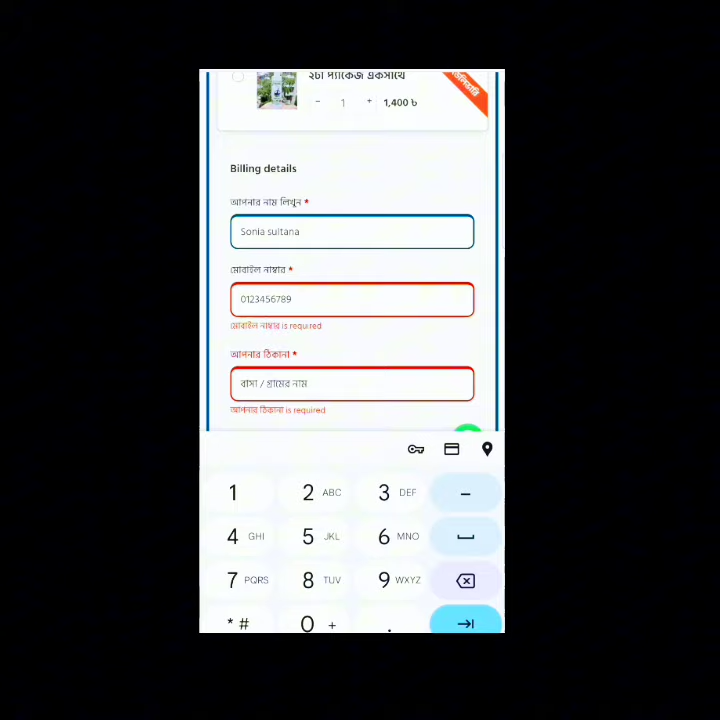 ২টা প্যাকেজ একসাথে
− 1 + 1,400 ৳
Billing details
আপনার নাম লিখুন *
Sonia sultana
মোবাইল নাম্বার *
0123456789
মোবাইল নাম্বার is required
আপনার ঠিকানা *
বাসা / গ্রামের নাম
আপনার ঠিকানা is required
1 2 ABC 3 DEF –
4 GHI 5 JKL 6 MNO
7 PQRS 8 TUV 9 WXYZ
* # 0 + .